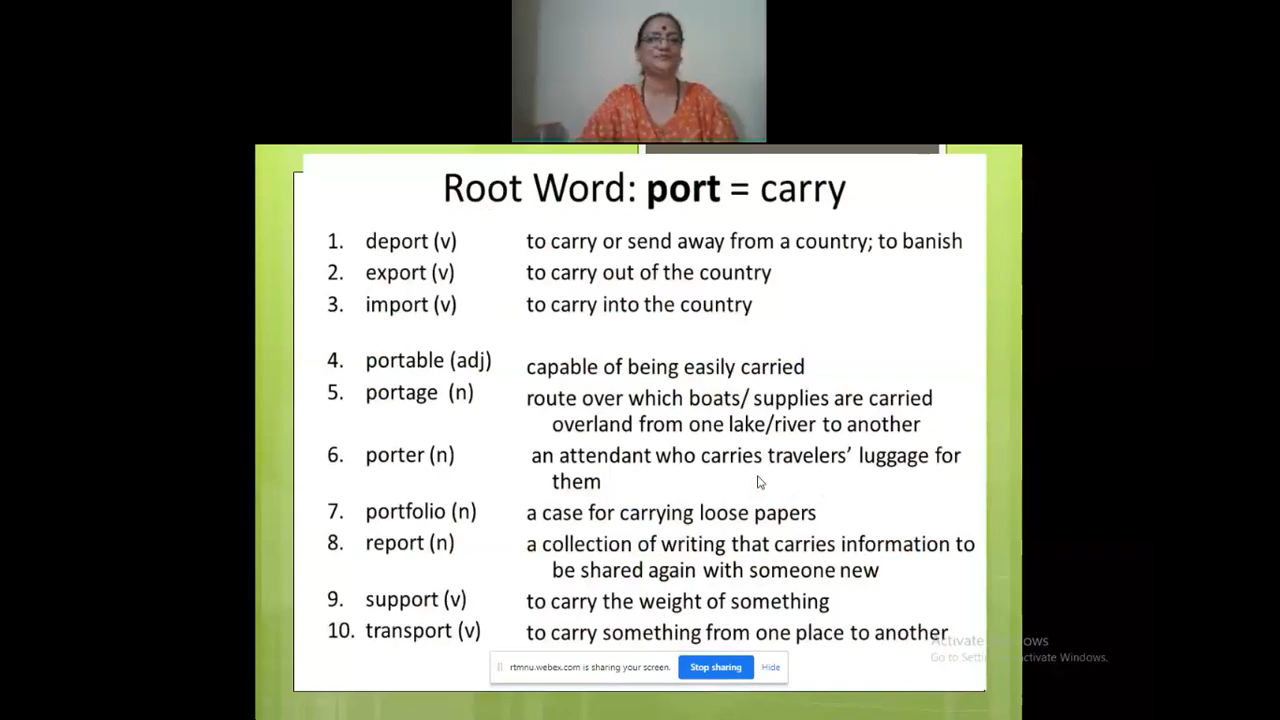 Root Word: port = carry
1. deport (v) to carry or send away from a country; to banish
2. export (v) to carry out of the country
3. import (v) to carry into the country
4. portable (adj) capable of being easily carried
5. portage (n) route over which boats/ supplies are carried
overland from one lake/river to another
6. porter (n) an attendant who carries travelers’ luggage for
them
7. portfolio (n) a case for carrying loose papers
8. report (n) a collection of writing that carries information to
be shared again with someone new
9. support (v) to carry the weight of something
10. transport (v) to carry something from one place to another
Activate
Go to activate Windows.
rtmnu.webex.com is sharing your screen. Stop sharing Hide